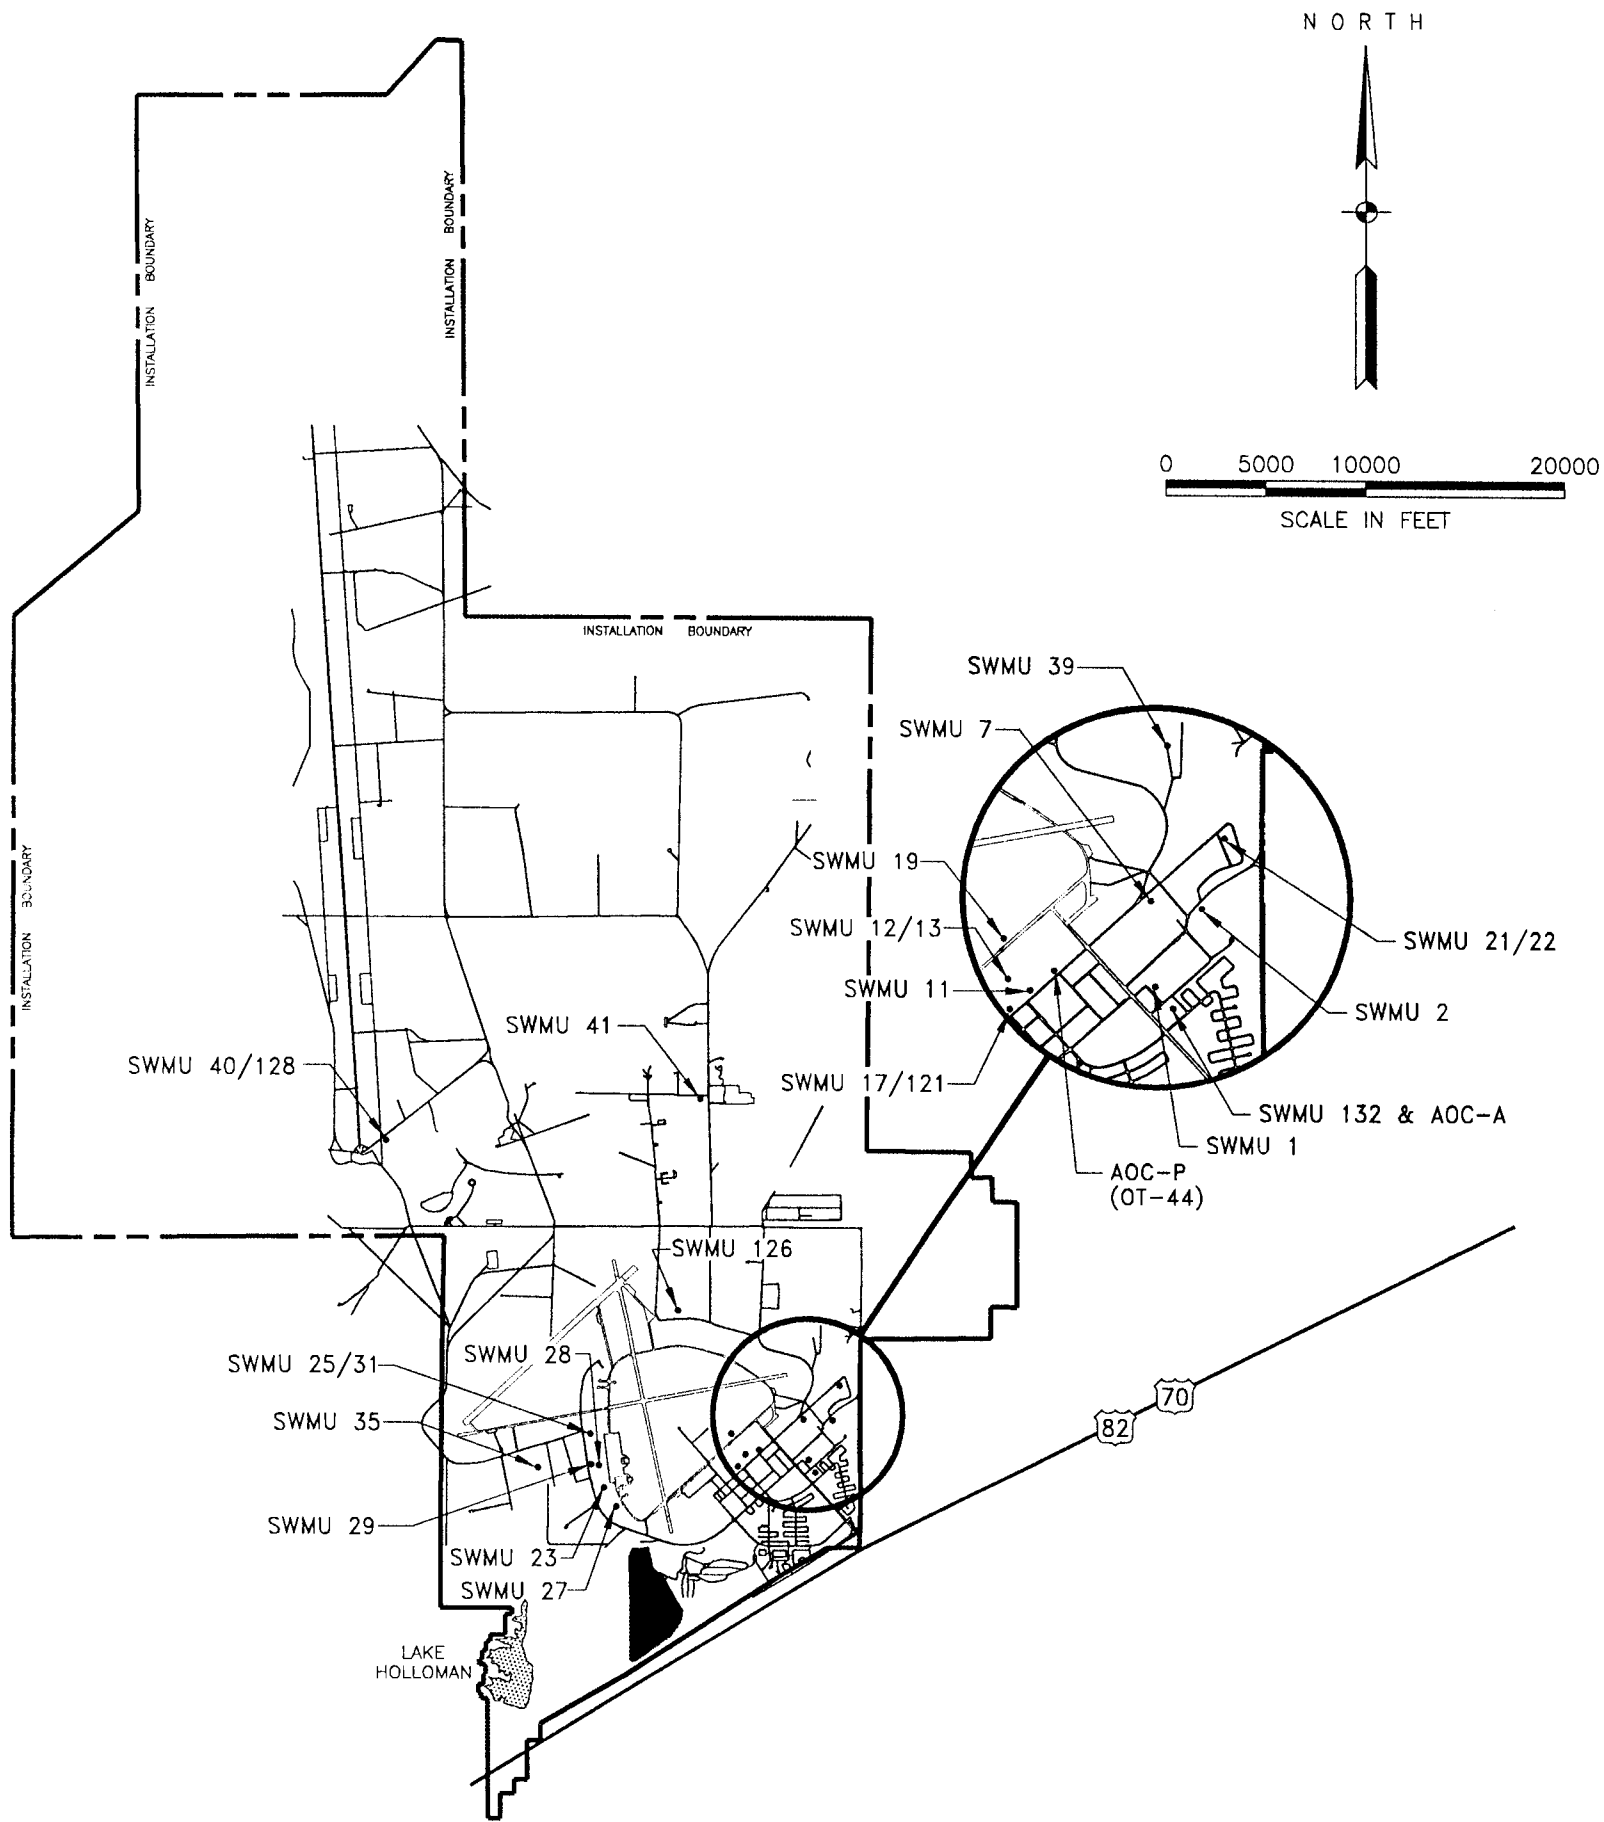 NORTH
0 5000 10000 20000
SCALE IN FEET
INSTALLATION BOUNDARY
INSTALLATION BOUNDARY
INSTALLATION BOUNDARY
INSTALLATION BOUNDARY
SWMU 39
SWMU 7
SWMU 19
SWMU 12/13
SWMU 11
SWMU 17/121
SWMU 21/22
SWMU 2
SWMU 132 & AOC-A
SWMU 1
AOC-P
(OT-44)
SWMU 41
SWMU 40/128
SWMU 126
SWMU 28
SWMU 25/31
SWMU 35
SWMU 29
SWMU 23
SWMU 27
70
82
LAKE
HOLLOMAN